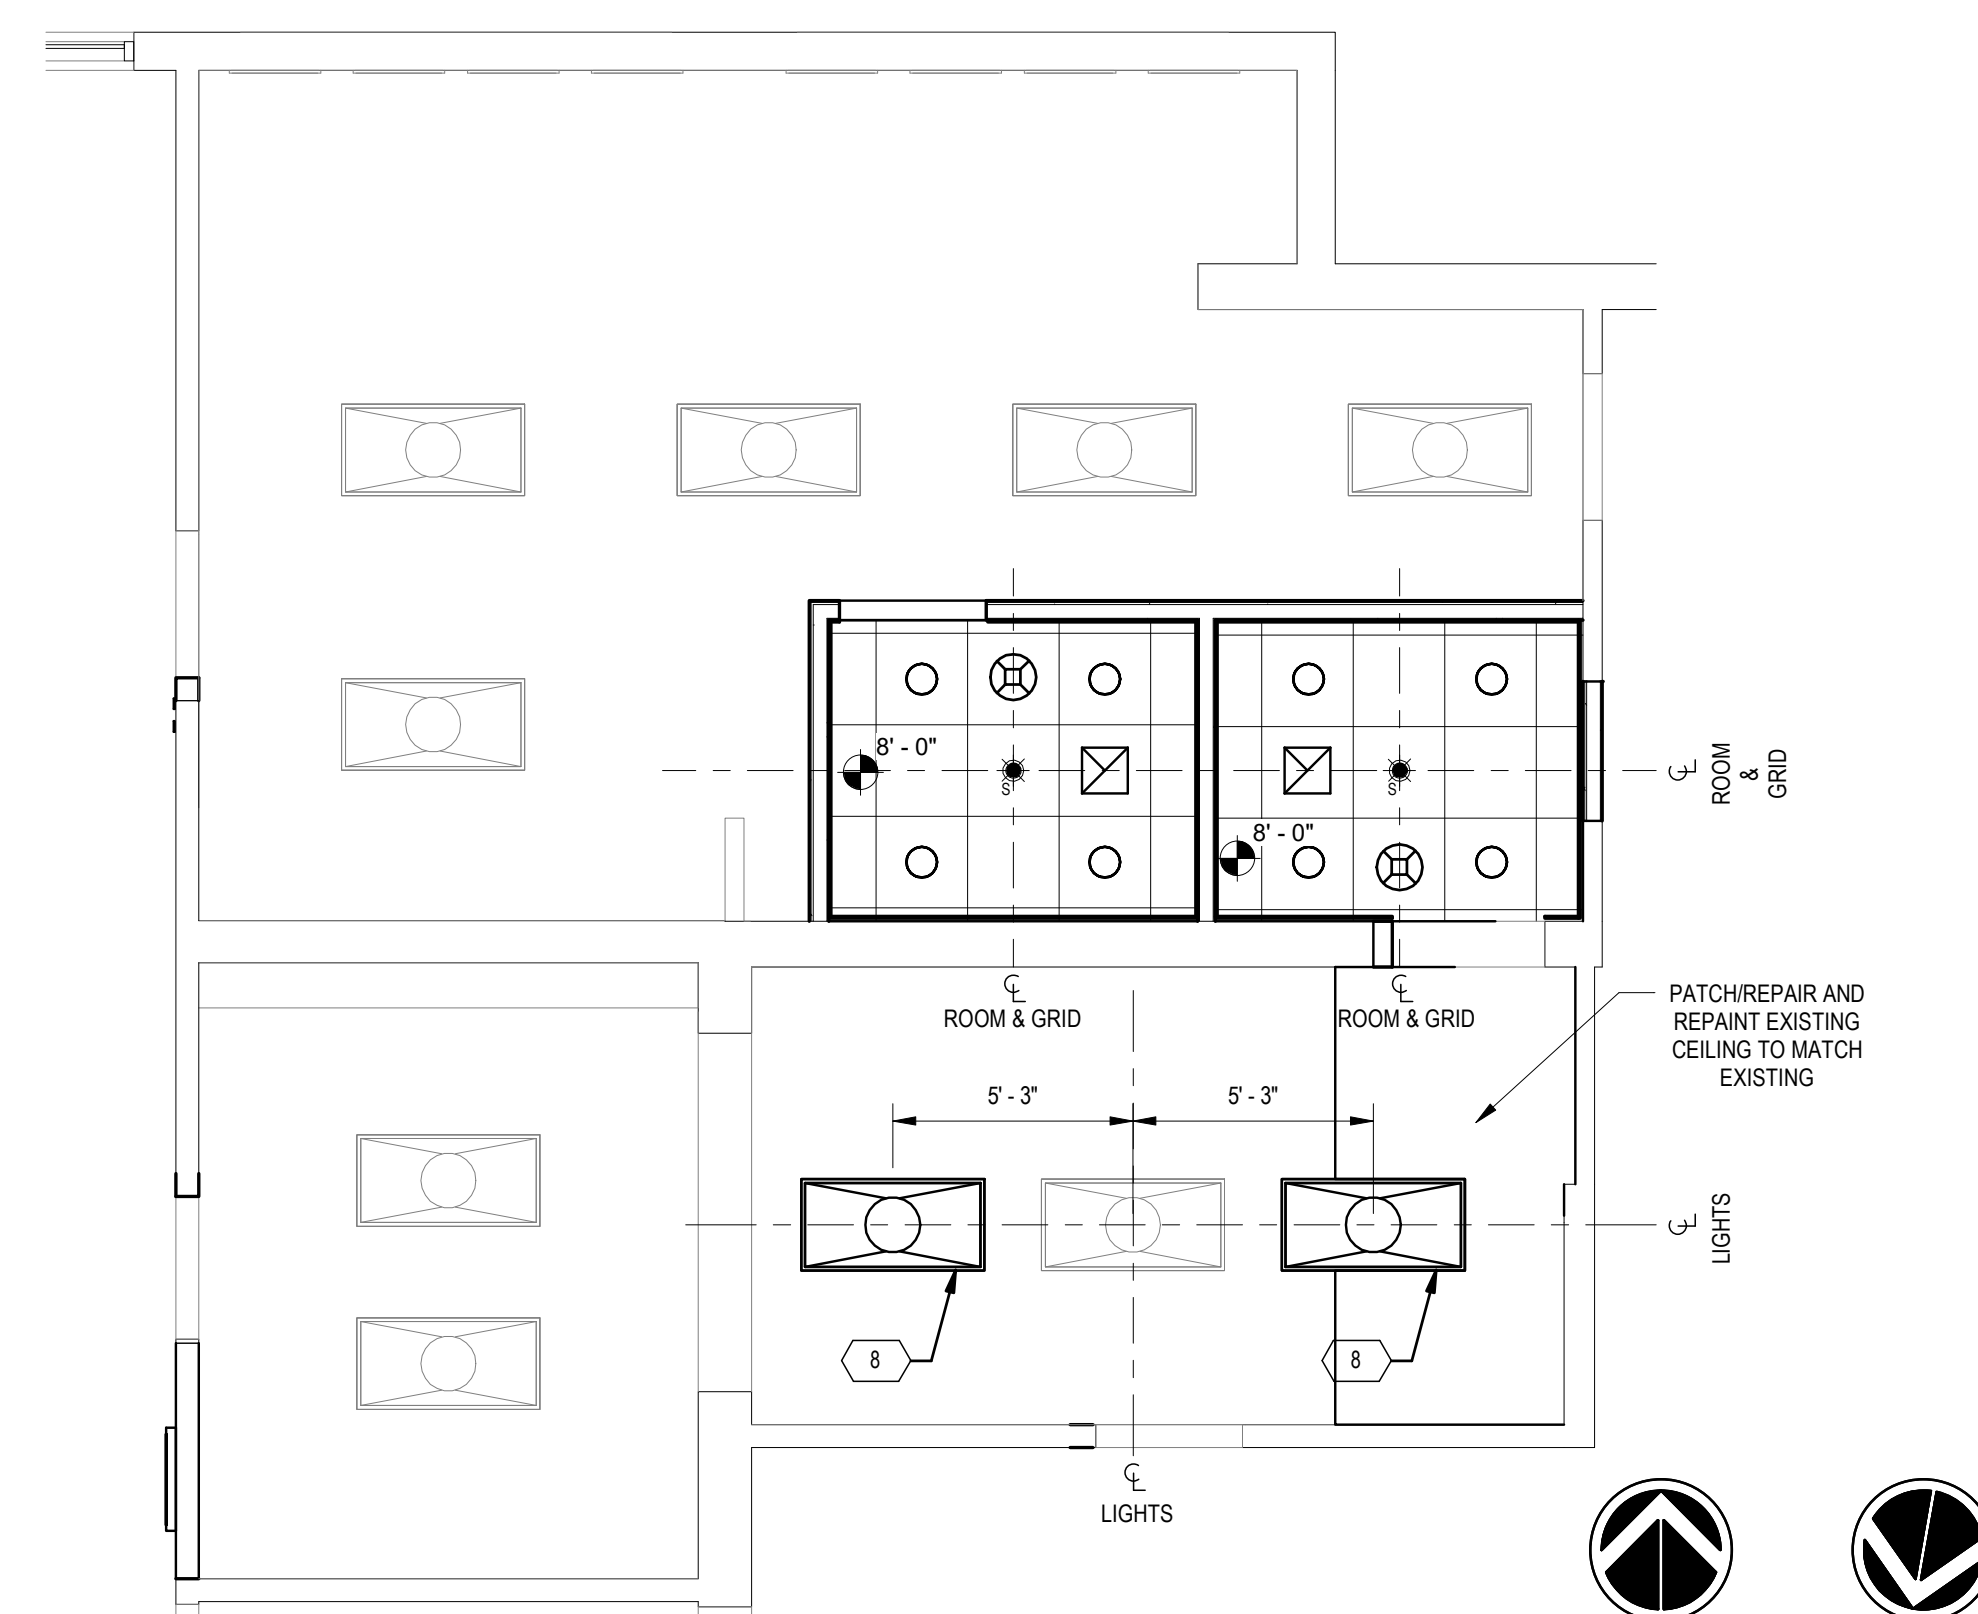 8' - 0"
S
S
8' - 0"
ROOM
&
GRID
℄
ROOM & GRID
℄
ROOM & GRID
℄
PATCH/REPAIR AND
REPAINT EXISTING
CEILING TO MATCH
EXISTING
5' - 3"
5' - 3"
℄
LIGHTS
8
8
℄
LIGHTS